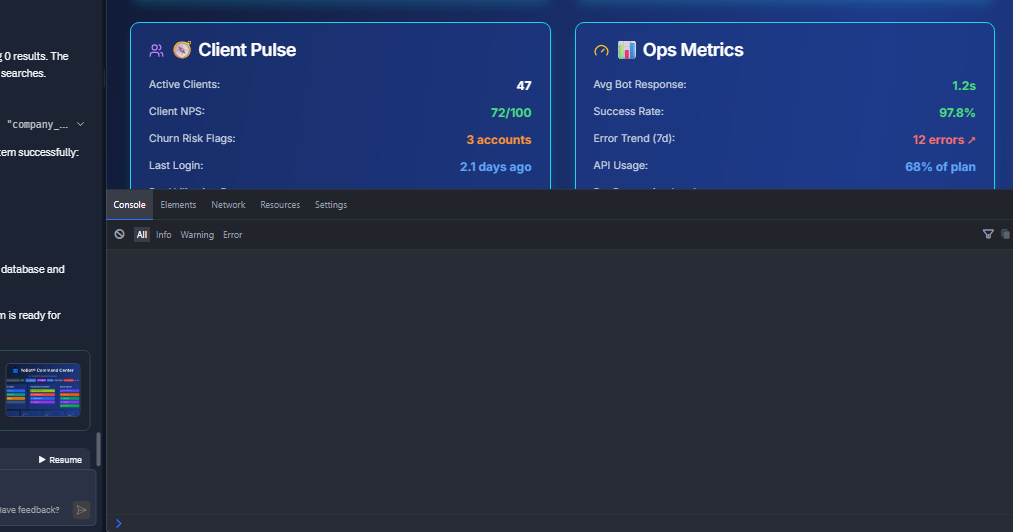 g 0 results. The
searches.
"company_...
tem successfully:
database and
m is ready for
YoBot® Command Center
Resume
Have feedback?
Client Pulse
Active Clients: 47
Client NPS: 72/100
Churn Risk Flags: 3 accounts
Last Login: 2.1 days ago
Ops Metrics
Avg Bot Response: 1.2s
Success Rate: 97.8%
Error Trend (7d): 12 errors ↗
API Usage: 68% of plan
Console Elements Network Resources Settings
All Info Warning Error